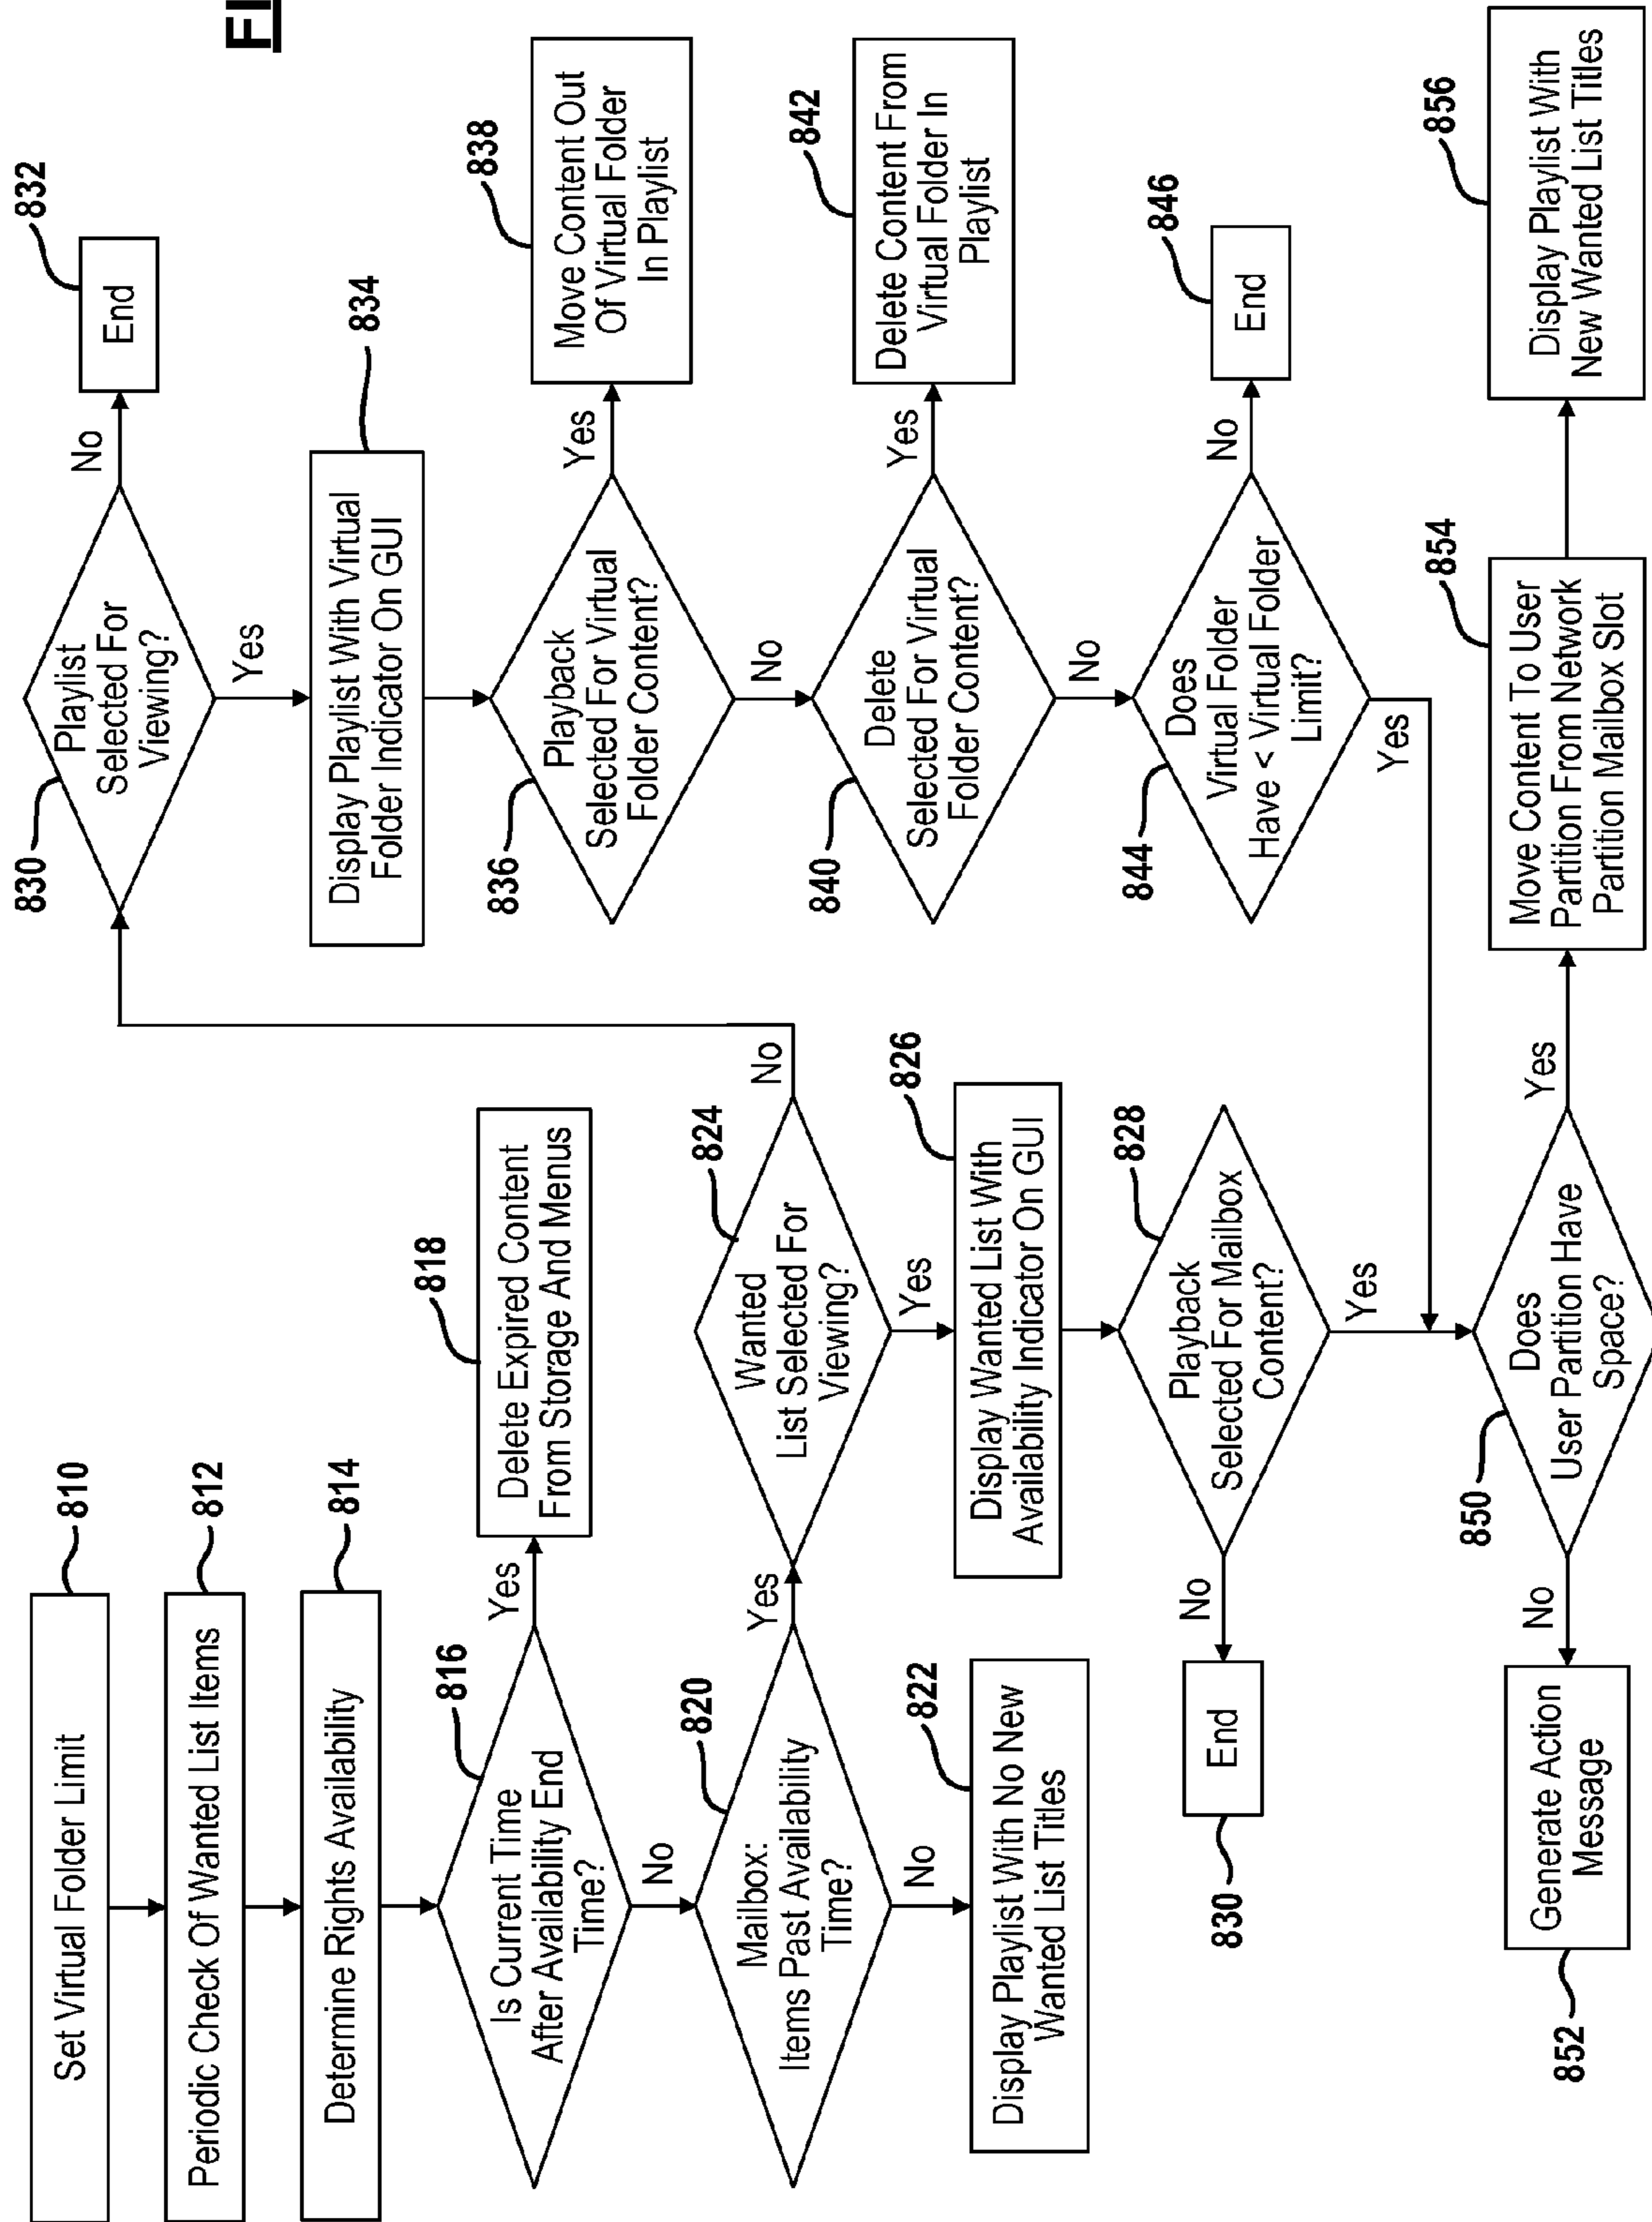 FI
810
Set Virtual Folder Limit
812
Periodic Check Of Wanted List Items
814
Determine Rights Availability
816
Is Current Time
After Availability End
Time?
Yes
No
818
Delete Expired Content
From Storage And Menus
820
Mailbox:
Items Past Availability
Time?
Yes
No
822
Display Playlist With No New
Wanted List Titles
824
Wanted
List Selected For
Viewing?
No
Yes
826
Display Wanted List With
Availability Indicator On GUI
828
Playback
Selected For Mailbox
Content?
No
Yes
830
End
830
Playlist
Selected For
Viewing?
No
Yes
832
End
834
Display Playlist With Virtual
Folder Indicator On GUI
836
Playback
Selected For Virtual
Folder Content?
Yes
No
838
Move Content Out
Of Virtual Folder
In Playlist
840
Delete
Selected For Virtual
Folder Content?
Yes
No
842
Delete Content From
Virtual Folder In
Playlist
844
Does
Virtual Folder
Have < Virtual Folder
Limit?
No
Yes
846
End
850
Does
User Partition Have
Space?
No
Yes
852
Generate Action
Message
854
Move Content To User
Partition From Network
Partition Mailbox Slot
856
Display Playlist With
New Wanted List Titles